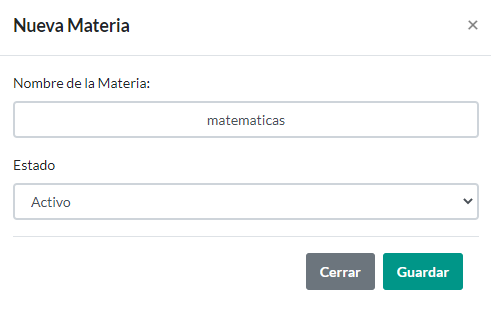 Nueva Materia
×
Nombre de la Materia:
matematicas
Estado
Activo
Cerrar Guardar